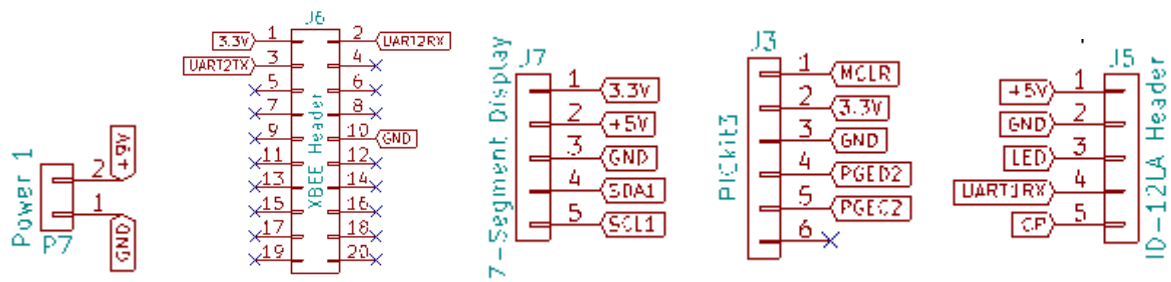 Power 1
P7
2
+9V
1
GND
J6
XBEE Header
3.3V 1 2 UART2RX
UART2TX 3 4
5 6
7 8
9 10 GND
11 12
13 14
15 16
17 18
19 20
7-Segment Display
J7
1 3.3V
2 +5V
3 GND
4 SDA1
5 SCL1
J3
PICkit3
1 MCLR
2 3.3V
3 GND
4 PGED2
5 PGEC2
6
J5
ID-12LA Header
+5V 1
GND 2
LED 3
UART1RX 4
CP 5